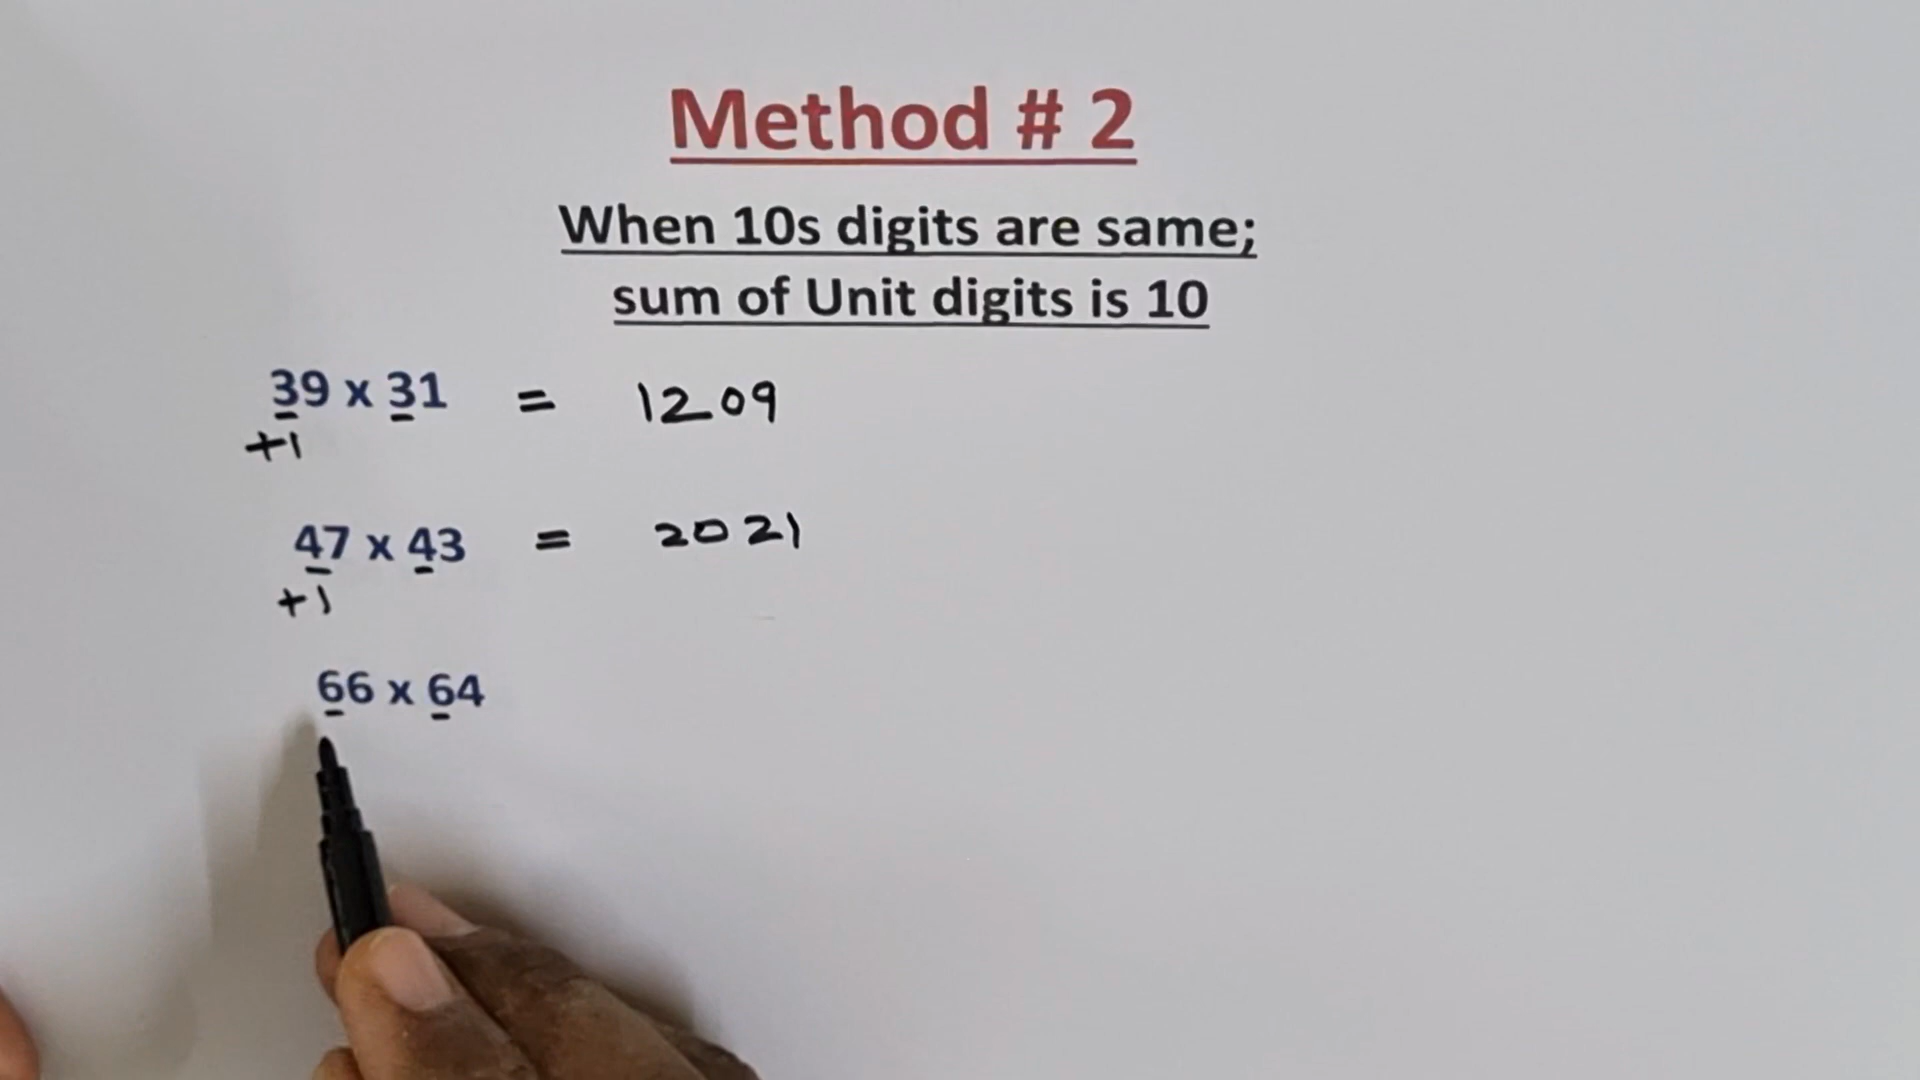 Method # 2
When 10s digits are same;
sum of Unit digits is 10
39 x 31 = 1209
+1
47 x 43 = 2021
+1
66 x 64